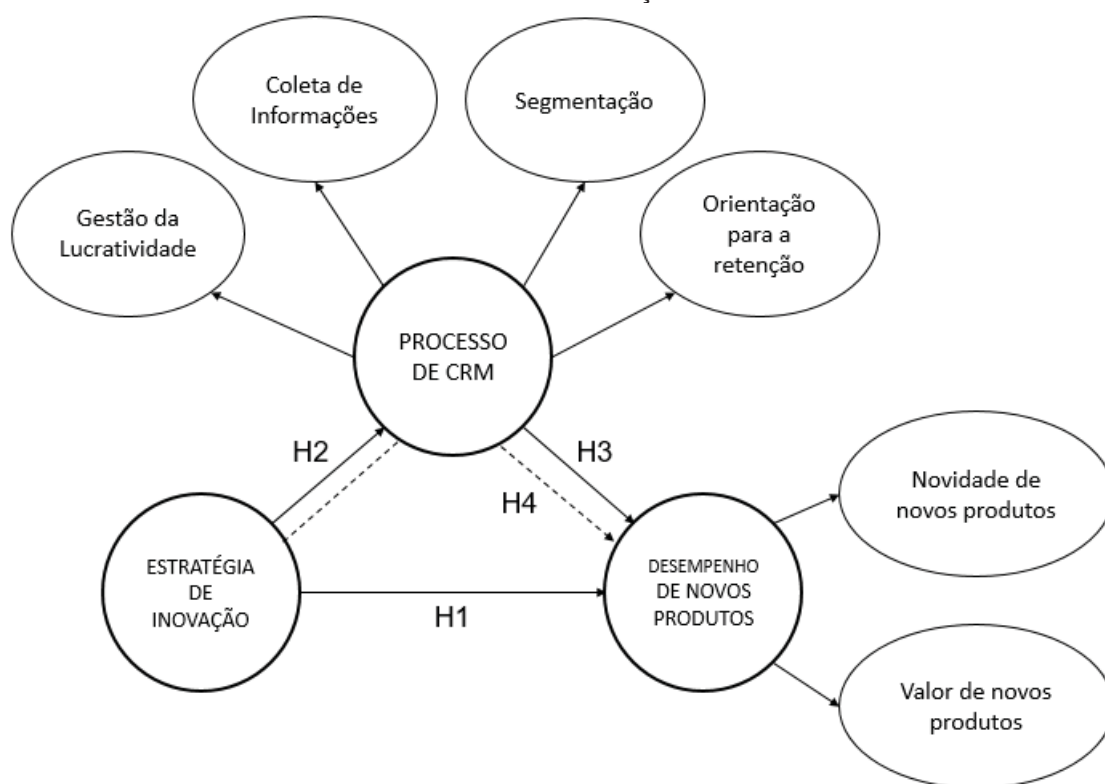 Coleta de
Informações
Segmentação
Gestão da
Lucratividade
Orientação
para a
retenção
PROCESSO
DE CRM
H2
H3
H4
Novidade de
novos produtos
ESTRATÉGIA
DE
INOVAÇÃO
H1
DESEMPENHO
DE NOVOS
PRODUTOS
Valor de novos
produtos